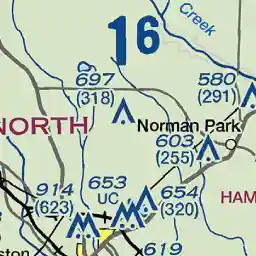 Creek
16
697
(318)
580
(291)
NORTH
Norman Park
603
(255)
914
(623)
653
UC
654
(320)
HAM
ston
619